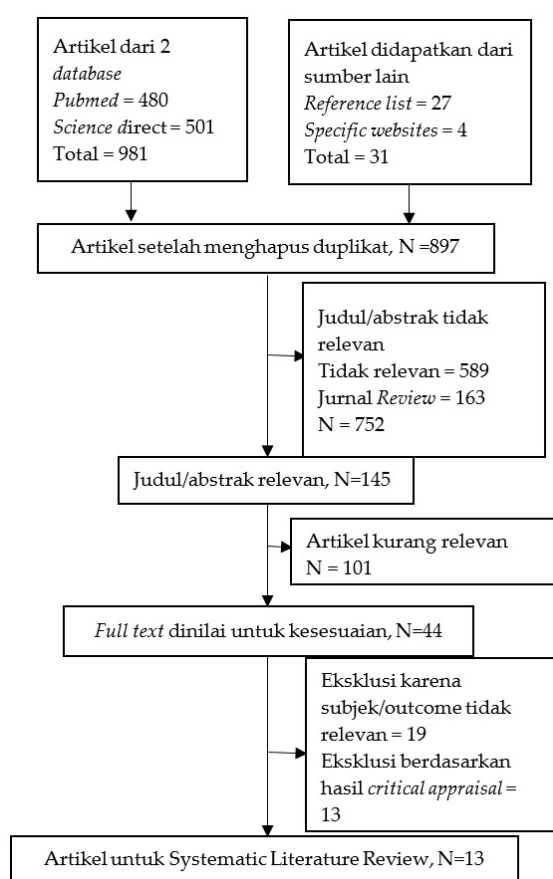 Artikel dari 2
database
Pubmed = 480
Science direct = 501
Total = 981
Artikel didapatkan dari
sumber lain
Reference list = 27
Specific websites = 4
Total = 31
Artikel setelah menghapus duplikat, N =897
Judul/abstrak tidak
relevan
Tidak relevan = 589
Jurnal Review = 163
N = 752
Judul/abstrak relevan, N=145
Artikel kurang relevan
N = 101
Full text dinilai untuk kesesuaian, N=44
Eksklusi karena
subjek/outcome tidak
relevan = 19
Eksklusi berdasarkan
hasil critical appraisal =
13
Artikel untuk Systematic Literature Review, N=13